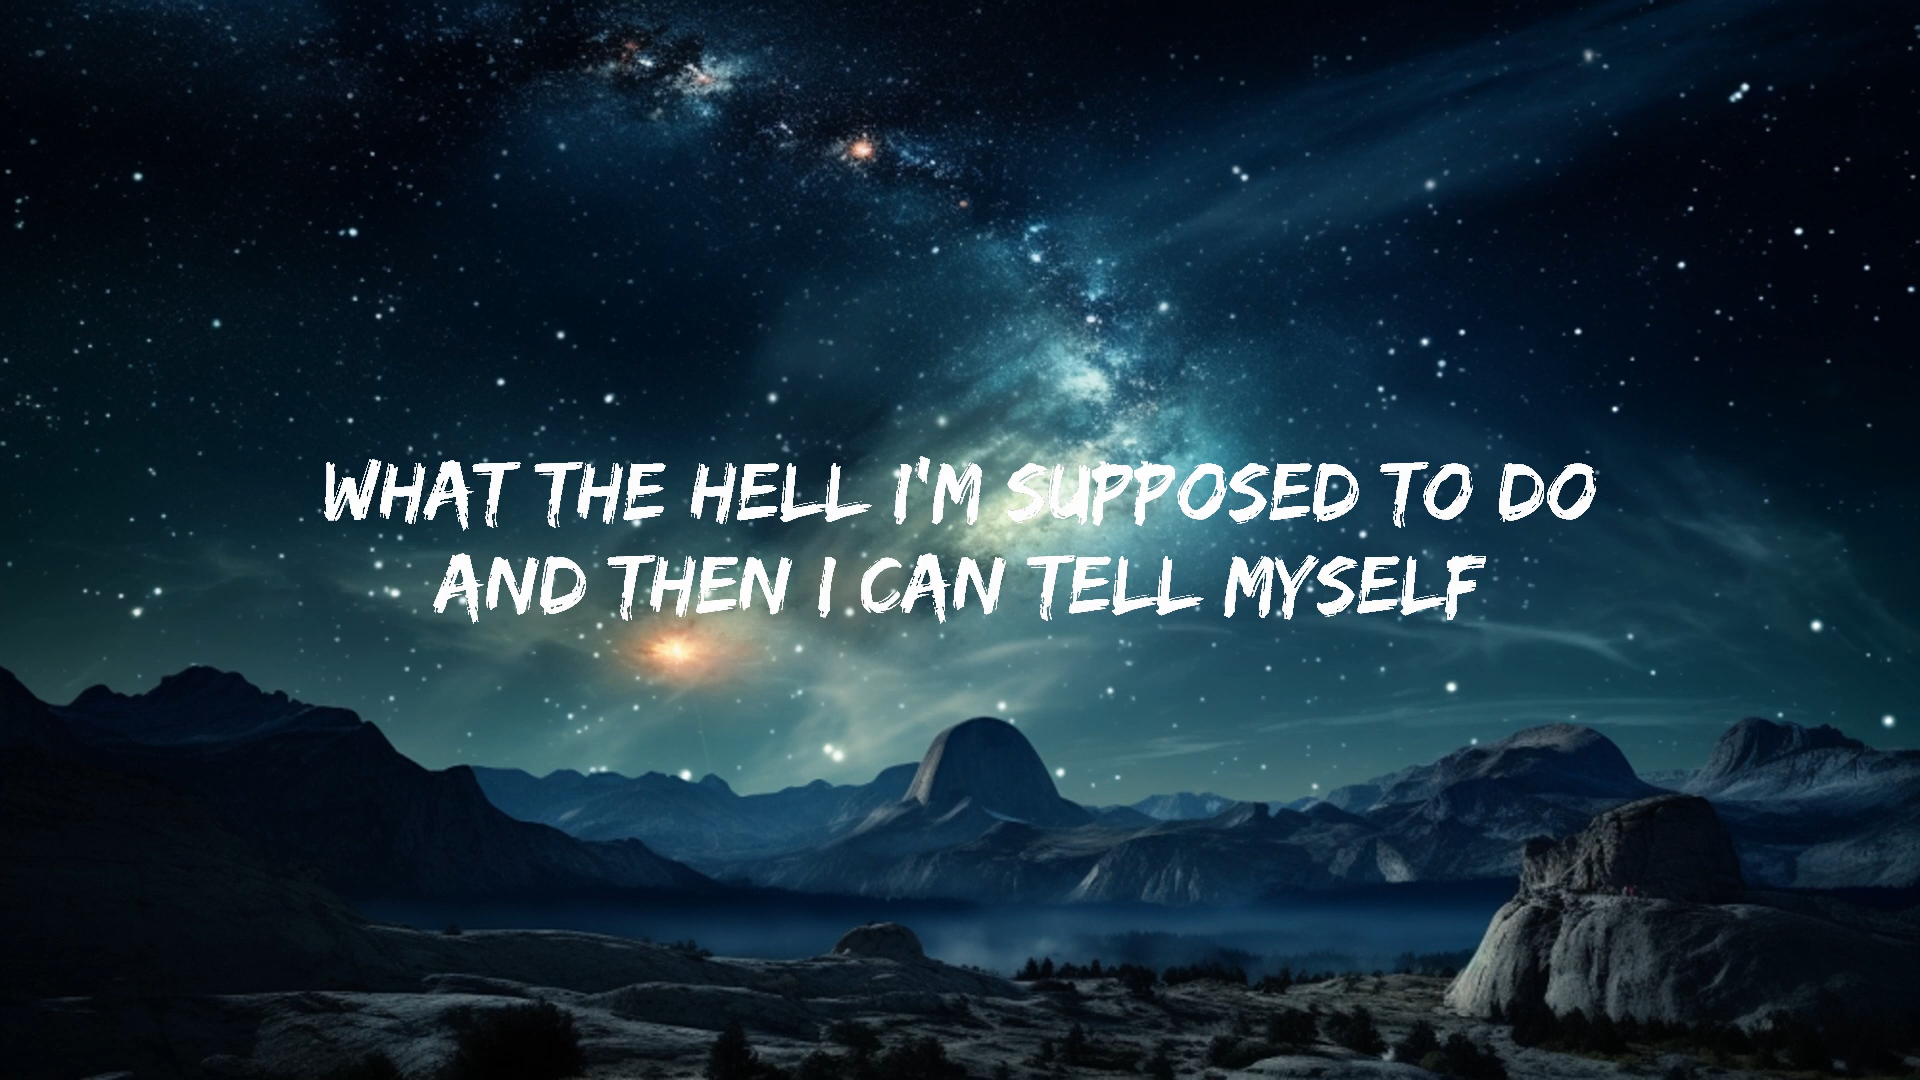 WHAT THE HELL I'M SUPPOSED TO DO
AND THEN I CAN TELL MYSELF